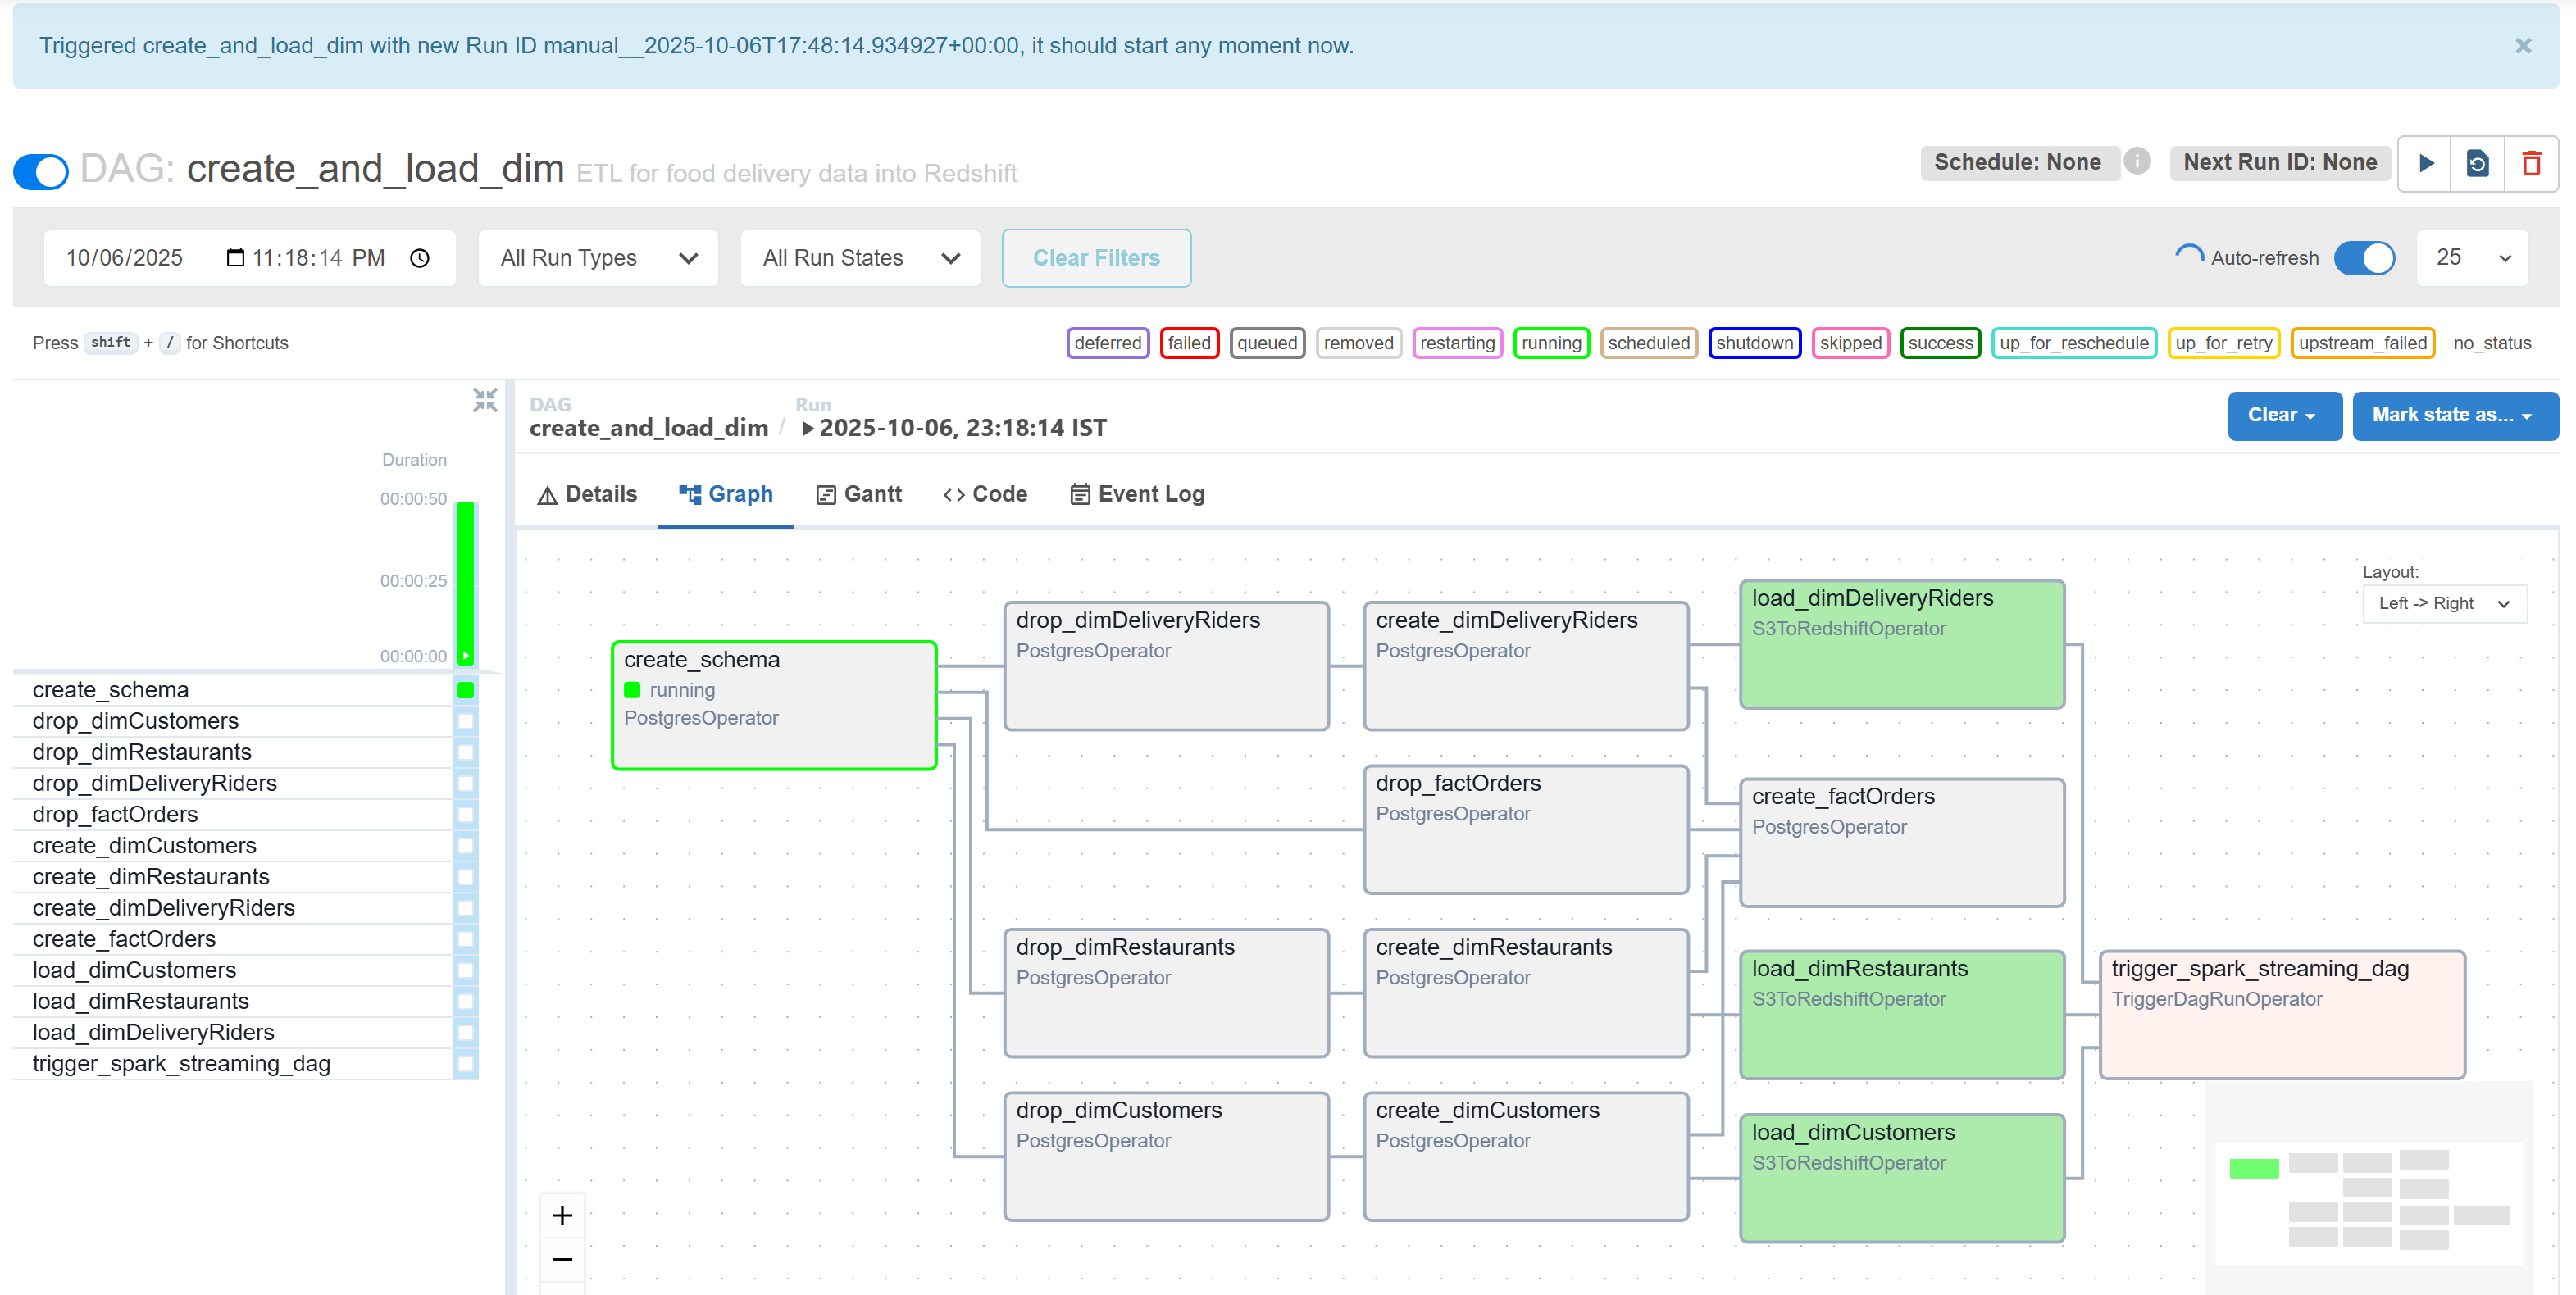 Triggered create_and_load_dim with new Run ID manual__2025-10-06T17:48:14.934927+00:00, it should start any moment now.
×
DAG: create_and_load_dim ETL for food delivery data into Redshift
Schedule: None i Next Run ID: None
10/06/2025 11:18:14 PM All Run Types All Run States Clear Filters Auto-refresh 25
Press shift + / for Shortcuts
deferred failed queued removed restarting running scheduled shutdown skipped success up_for_reschedule up_for_retry upstream_failed no_status
Duration
00:00:50
00:00:25
00:00:00
create_schema
drop_dimCustomers
drop_dimRestaurants
drop_dimDeliveryRiders
drop_factOrders
create_dimCustomers
create_dimRestaurants
create_dimDeliveryRiders
create_factOrders
load_dimCustomers
load_dimRestaurants
load_dimDeliveryRiders
trigger_spark_streaming_dag
DAG
create_and_load_dim
/
Run
2025-10-06, 23:18:14 IST
Clear
Mark state as...
Details Graph Gantt Code Event Log
Layout:
Left -> Right
create_schema
running
PostgresOperator
drop_dimDeliveryRiders
PostgresOperator
create_dimDeliveryRiders
PostgresOperator
load_dimDeliveryRiders
S3ToRedshiftOperator
drop_factOrders
PostgresOperator
create_factOrders
PostgresOperator
drop_dimRestaurants
PostgresOperator
create_dimRestaurants
PostgresOperator
load_dimRestaurants
S3ToRedshiftOperator
trigger_spark_streaming_dag
TriggerDagRunOperator
drop_dimCustomers
PostgresOperator
create_dimCustomers
PostgresOperator
load_dimCustomers
S3ToRedshiftOperator
+
−